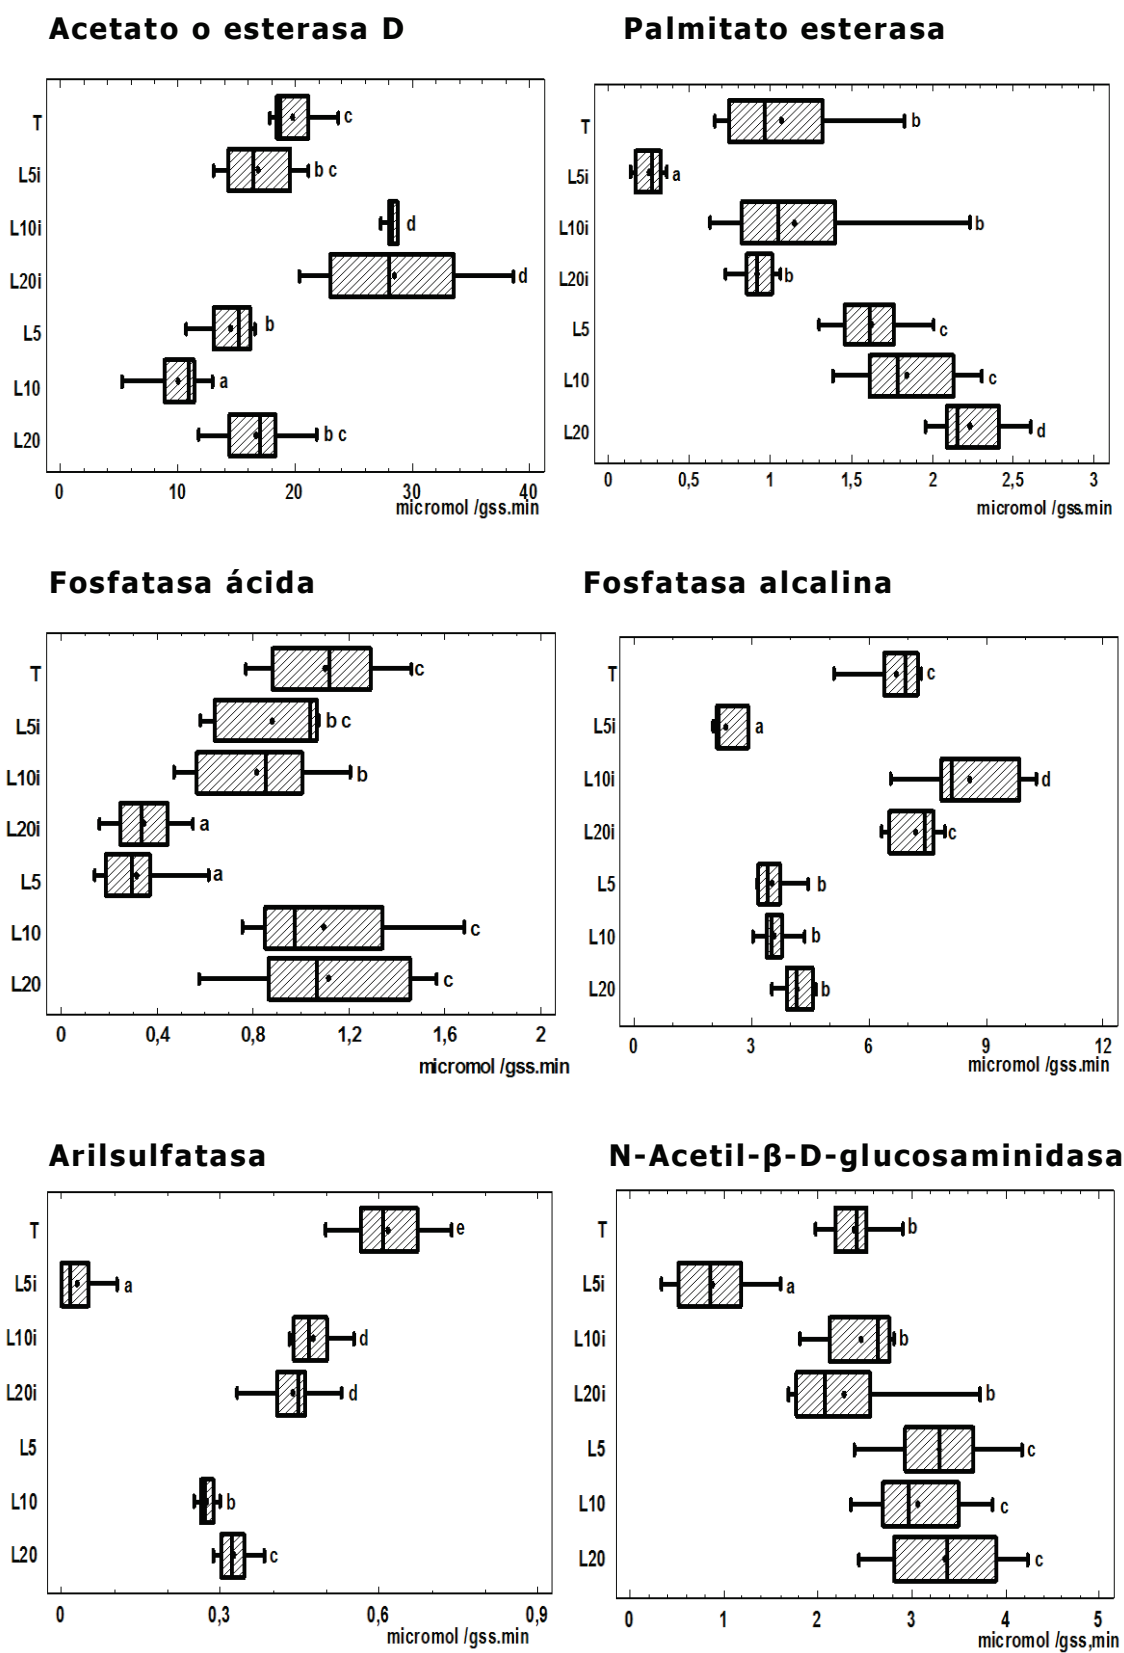 Acetato o esterasa D
T
c
L5i
b c
L10i
d
L20i
d
L5
b
L10
a
L20
b c
0 10 20 30 40
micromol /gss.min
Palmitato esterasa
T
b
L5i
a
L10i
b
L20i
b
L5
c
L10
c
L20
d
0 0,5 1 1,5 2 2,5 3
micromol /gss.min
Fosfatasa ácida
T
c
L5i
b c
L10i
b
L20i
a
L5
a
L10
c
L20
c
0 0,4 0,8 1,2 1,6 2
micromol /gss.min
Fosfatasa alcalina
T
c
L5i
a
L10i
d
L20i
c
L5
b
L10
b
L20
b
0 3 6 9 12
micromol /gss.min
Arilsulfatasa
T
e
L5i
a
L10i
d
L20i
d
L5
L10
b
L20
c
0 0,3 0,6 0,9
micromol /gss.min
N-Acetil-β-D-glucosaminidasa
T
b
L5i
a
L10i
b
L20i
b
L5
c
L10
c
L20
c
0 1 2 3 4 5
micromol /gss,min